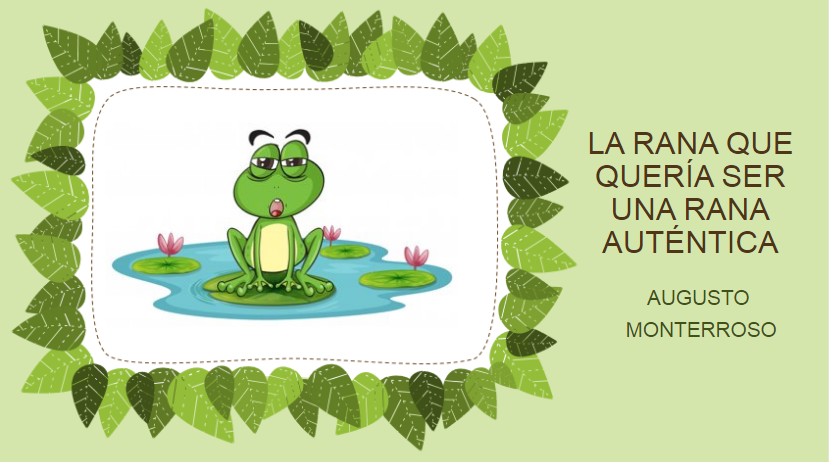 LA RANA QUE
QUERÍA SER
UNA RANA
AUTÉNTICA
AUGUSTO
MONTERROSO